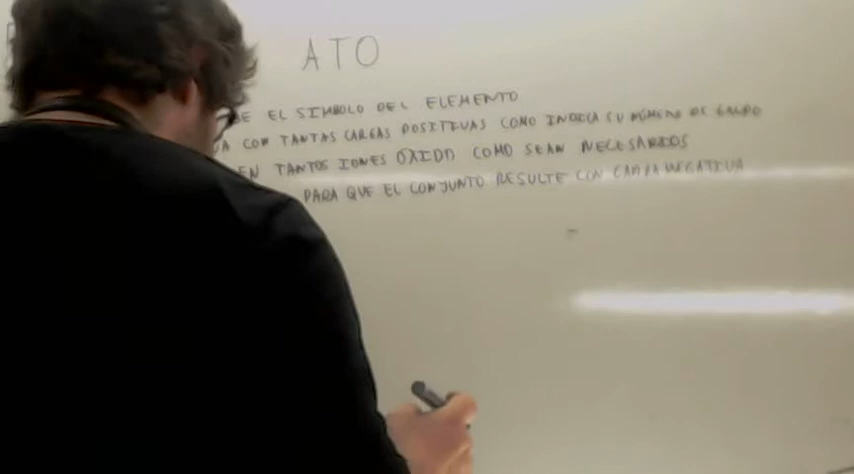 ATO
EL SIMBOLO DEL ELEMENTO
CON TANTAS CARGAS POSITIVAS COMO INDICA SU NÚMERO DE GRUPO
EN TANTOS IONES ÓXIDO COMO SEAN NECESARIOS
PARA QUE EL CONJUNTO RESULTE CON CARGA NEGATIVA